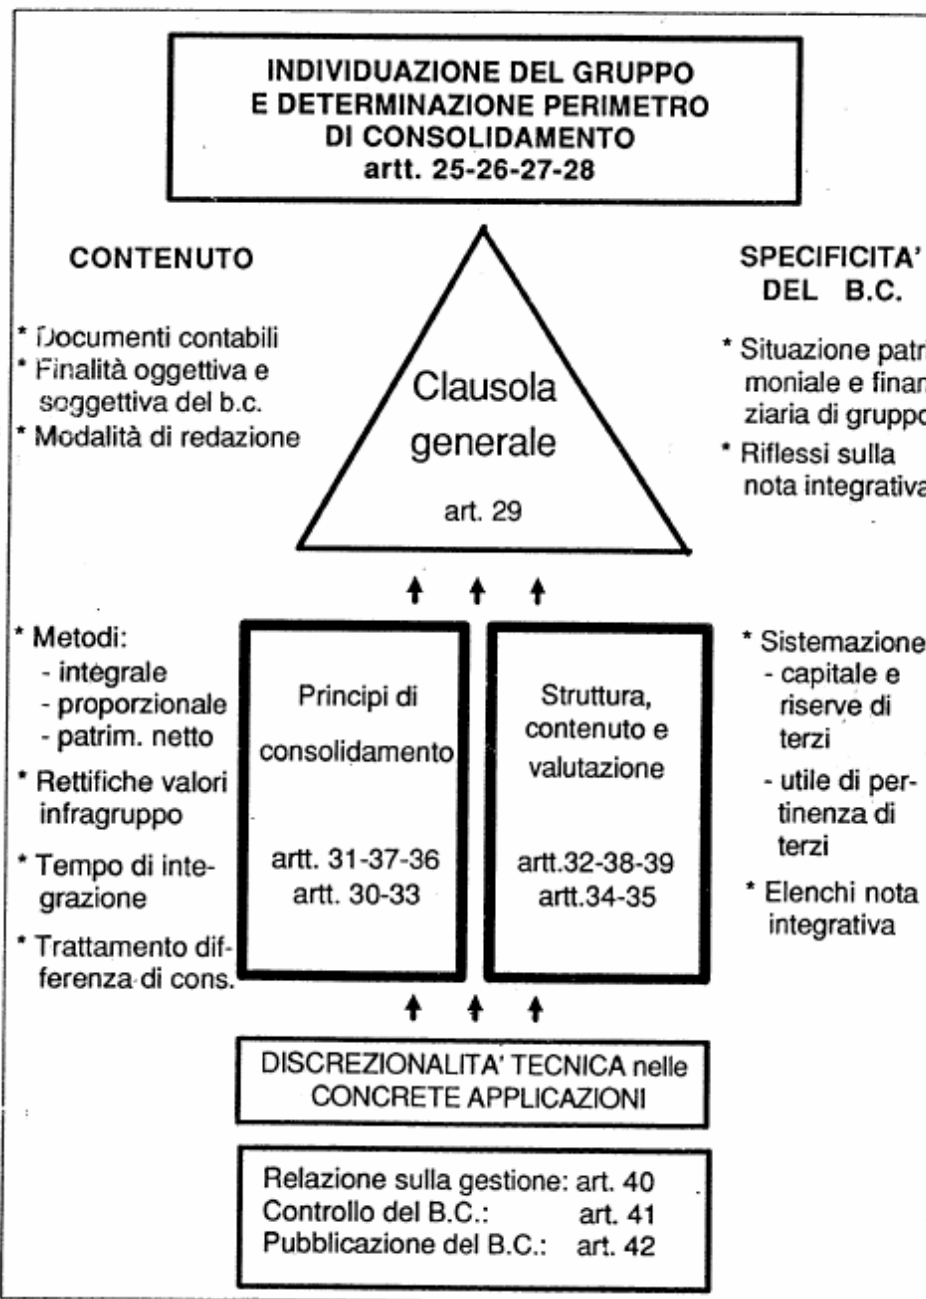 INDIVIDUAZIONE DEL GRUPPO
E DETERMINAZIONE PERIMETRO
DI CONSOLIDAMENTO
artt. 25-26-27-28
CONTENUTO
* Documenti contabili
* Finalità oggettiva e
soggettiva del b.c.
* Modalità di redazione
Clausola
generale
art. 29
SPECIFICITA'
DEL B.C.
* Situazione patri
moniale e finan
ziaria di gruppo
* Riflessi sulla
nota integrativa
* Metodi:
- integrale
- proporzionale
- patrim. netto
* Rettifiche valori
infragruppo
* Tempo di inte-
grazione
* Trattamento dif-
ferenza di cons.
Principi di
consolidamento
artt. 31-37-36
artt. 30-33
Struttura,
contenuto e
valutazione
artt.32-38-39
artt.34-35
* Sistemazione
- capitale e
riserve di
terzi
- utile di per-
tinenza di
terzi
* Elenchi nota
integrativa
DISCREZIONALITA' TECNICA nelle
CONCRETE APPLICAZIONI
Relazione sulla gestione: art. 40
Controllo del B.C.: art. 41
Pubblicazione del B.C.: art. 42